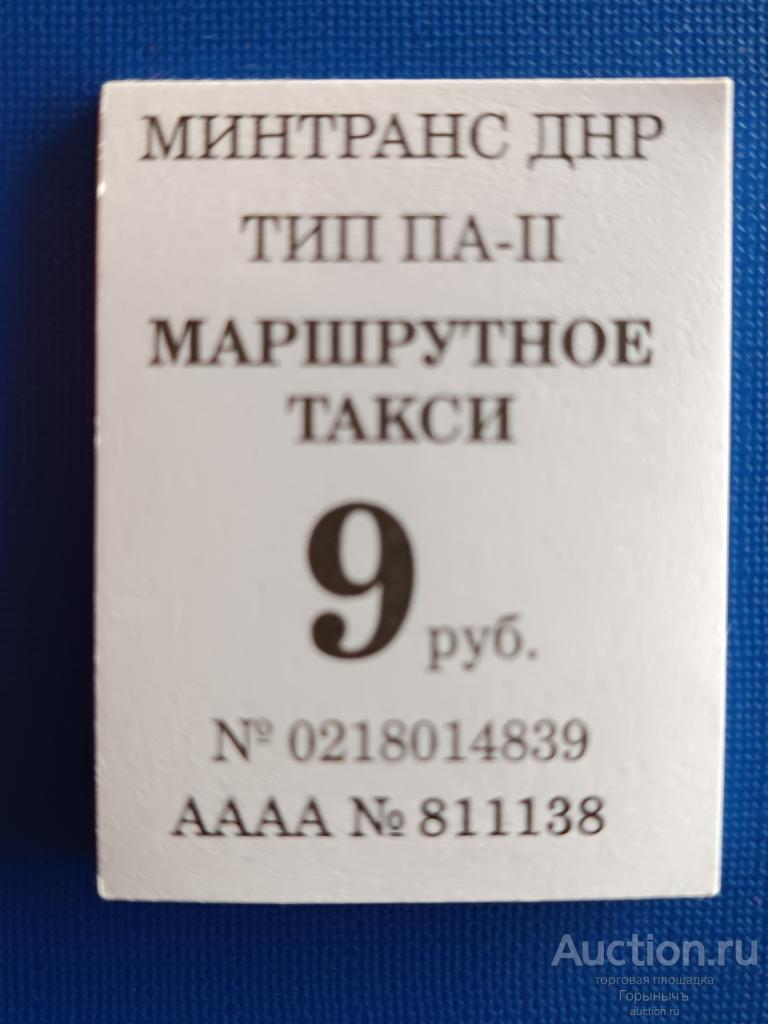 МИНТРАНС ДНР
ТИП ПА-II
МАРШРУТНОЕ
ТАКСИ
9 руб.
№ 0218014839
АААА № 811138
Auction.ru
торговая площадка
Горынычъ
auction.ru